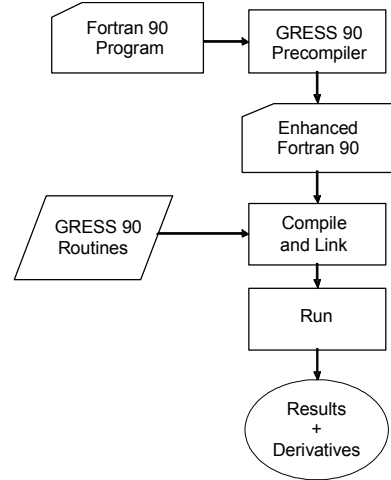 Fortran 90
Program
GRESS 90
Precompiler
Enhanced
Fortran 90
GRESS 90
Routines
Compile
and Link
Run
Results
+
Derivatives